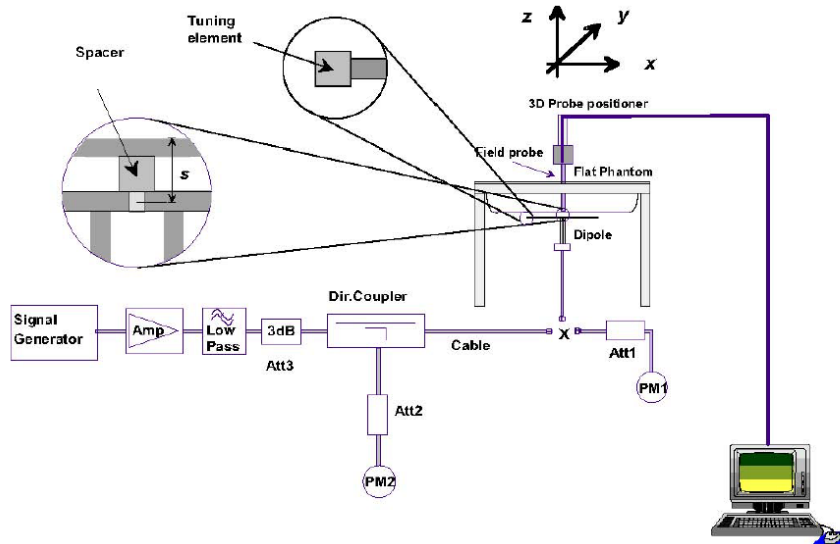 Tuning
element
Spacer
s
z
y
x
3D Probe positioner
Field probe
Flat Phantom
Dipole
Dir.Coupler
Signal
Generator
Amp
Low
Pass
3dB
Att3
Cable
X
Att1
PM1
Att2
PM2